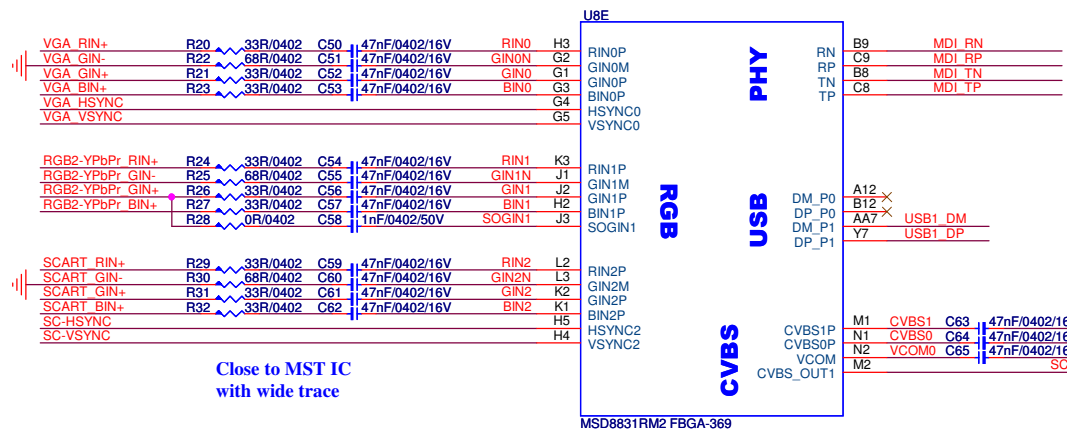 U8E
VGA_RIN+ R20 33R/0402 C50 47nF/0402/16V RIN0 H3 RIN0P
VGA_GIN- R22 68R/0402 C51 47nF/0402/16V GIN0N G2 GIN0M
VGA_GIN+ R21 33R/0402 C52 47nF/0402/16V GIN0 G1 GIN0P
VGA_BIN+ R23 33R/0402 C53 47nF/0402/16V BIN0 G3 BIN0P
VGA_HSYNC G4 HSYNC0
VGA_VSYNC G5 VSYNC0
RGB2-YPbPr_RIN+ R24 33R/0402 C54 47nF/0402/16V RIN1 K3 RIN1P
RGB2-YPbPr_GIN- R25 68R/0402 C55 47nF/0402/16V GIN1N J1 GIN1M
RGB2-YPbPr_GIN+ R26 33R/0402 C56 47nF/0402/16V GIN1 J2 GIN1P
RGB2-YPbPr_BIN+ R27 33R/0402 C57 47nF/0402/16V BIN1 H2 BIN1P
R28 0R/0402 C58 1nF/0402/50V SOGIN1 J3 SOGIN1
SCART_RIN+ R29 33R/0402 C59 47nF/0402/16V RIN2 L2 RIN2P
SCART_GIN- R30 68R/0402 C60 47nF/0402/16V GIN2N L3 GIN2M
SCART_GIN+ R31 33R/0402 C61 47nF/0402/16V GIN2 K2 GIN2P
SCART_BIN+ R32 33R/0402 C62 47nF/0402/16V BIN2 K1 BIN2P
SC-HSYNC H5 HSYNC2
SC-VSYNC H4 VSYNC2
RGB
PHY
RN B9 MDI_RN
RP C9 MDI_RP
TN B8 MDI_TN
TP C8 MDI_TP
USB
DM_P0 A12
DP_P0 B12
DM_P1 AA7 USB1_DM
DP_P1 Y7 USB1_DP
CVBS
CVBS1P M1 CVBS1 C63 47nF/0402/16
CVBS0P N1 CVBS0 C64 47nF/0402/16
VCOM N2 VCOM0 C65 47nF/0402/16
CVBS_OUT1 M2 SC
Close to MST IC
with wide trace
MSD8831RM2 FBGA-369